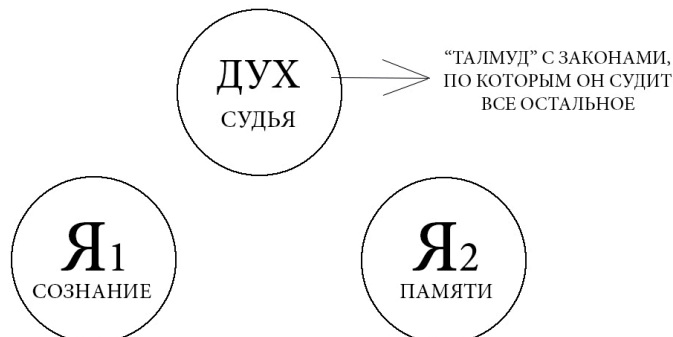 ДУХ
СУДЬЯ
“ТАЛМУД” С ЗАКОНАМИ,
ПО КОТОРЫМ ОН СУДИТ
ВСЕ ОСТАЛЬНОЕ
Я1
СОЗНАНИЕ
Я2
ПАМЯТИ